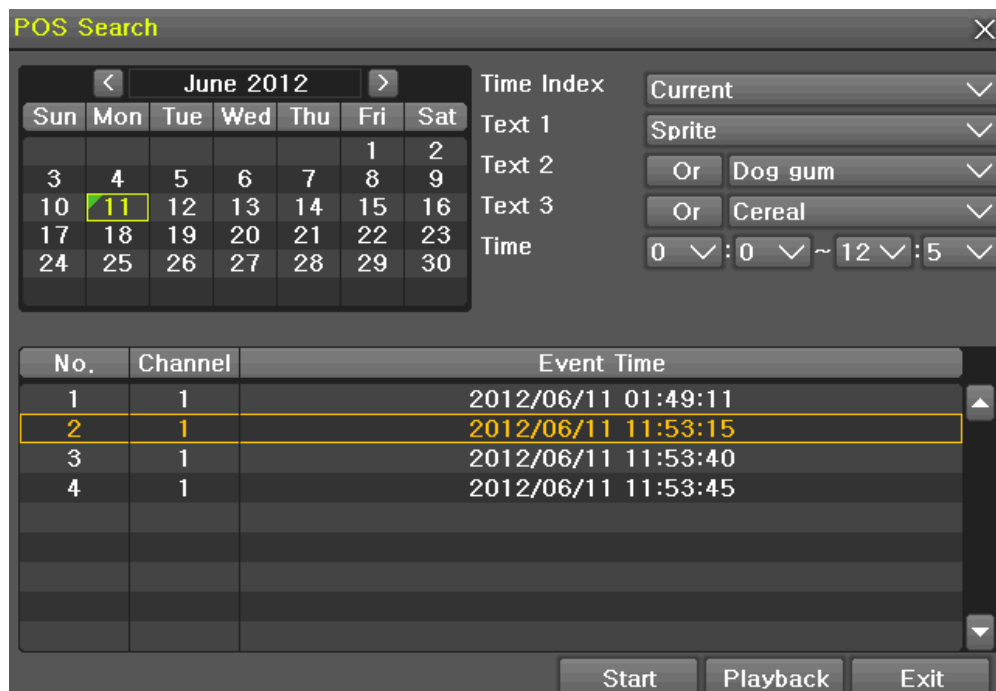 POS Search
June 2012
Sun Mon Tue Wed Thu Fri Sat
1 2
3 4 5 6 7 8 9
10 11 12 13 14 15 16
17 18 19 20 21 22 23
24 25 26 27 28 29 30
Time Index Current
Text 1 Sprite
Text 2 Or Dog gum
Text 3 Or Cereal
Time 0 : 0 ~ 12 : 5
No. Channel Event Time
1 1 2012/06/11 01:49:11
2 1 2012/06/11 11:53:15
3 1 2012/06/11 11:53:40
4 1 2012/06/11 11:53:45
Start Playback Exit